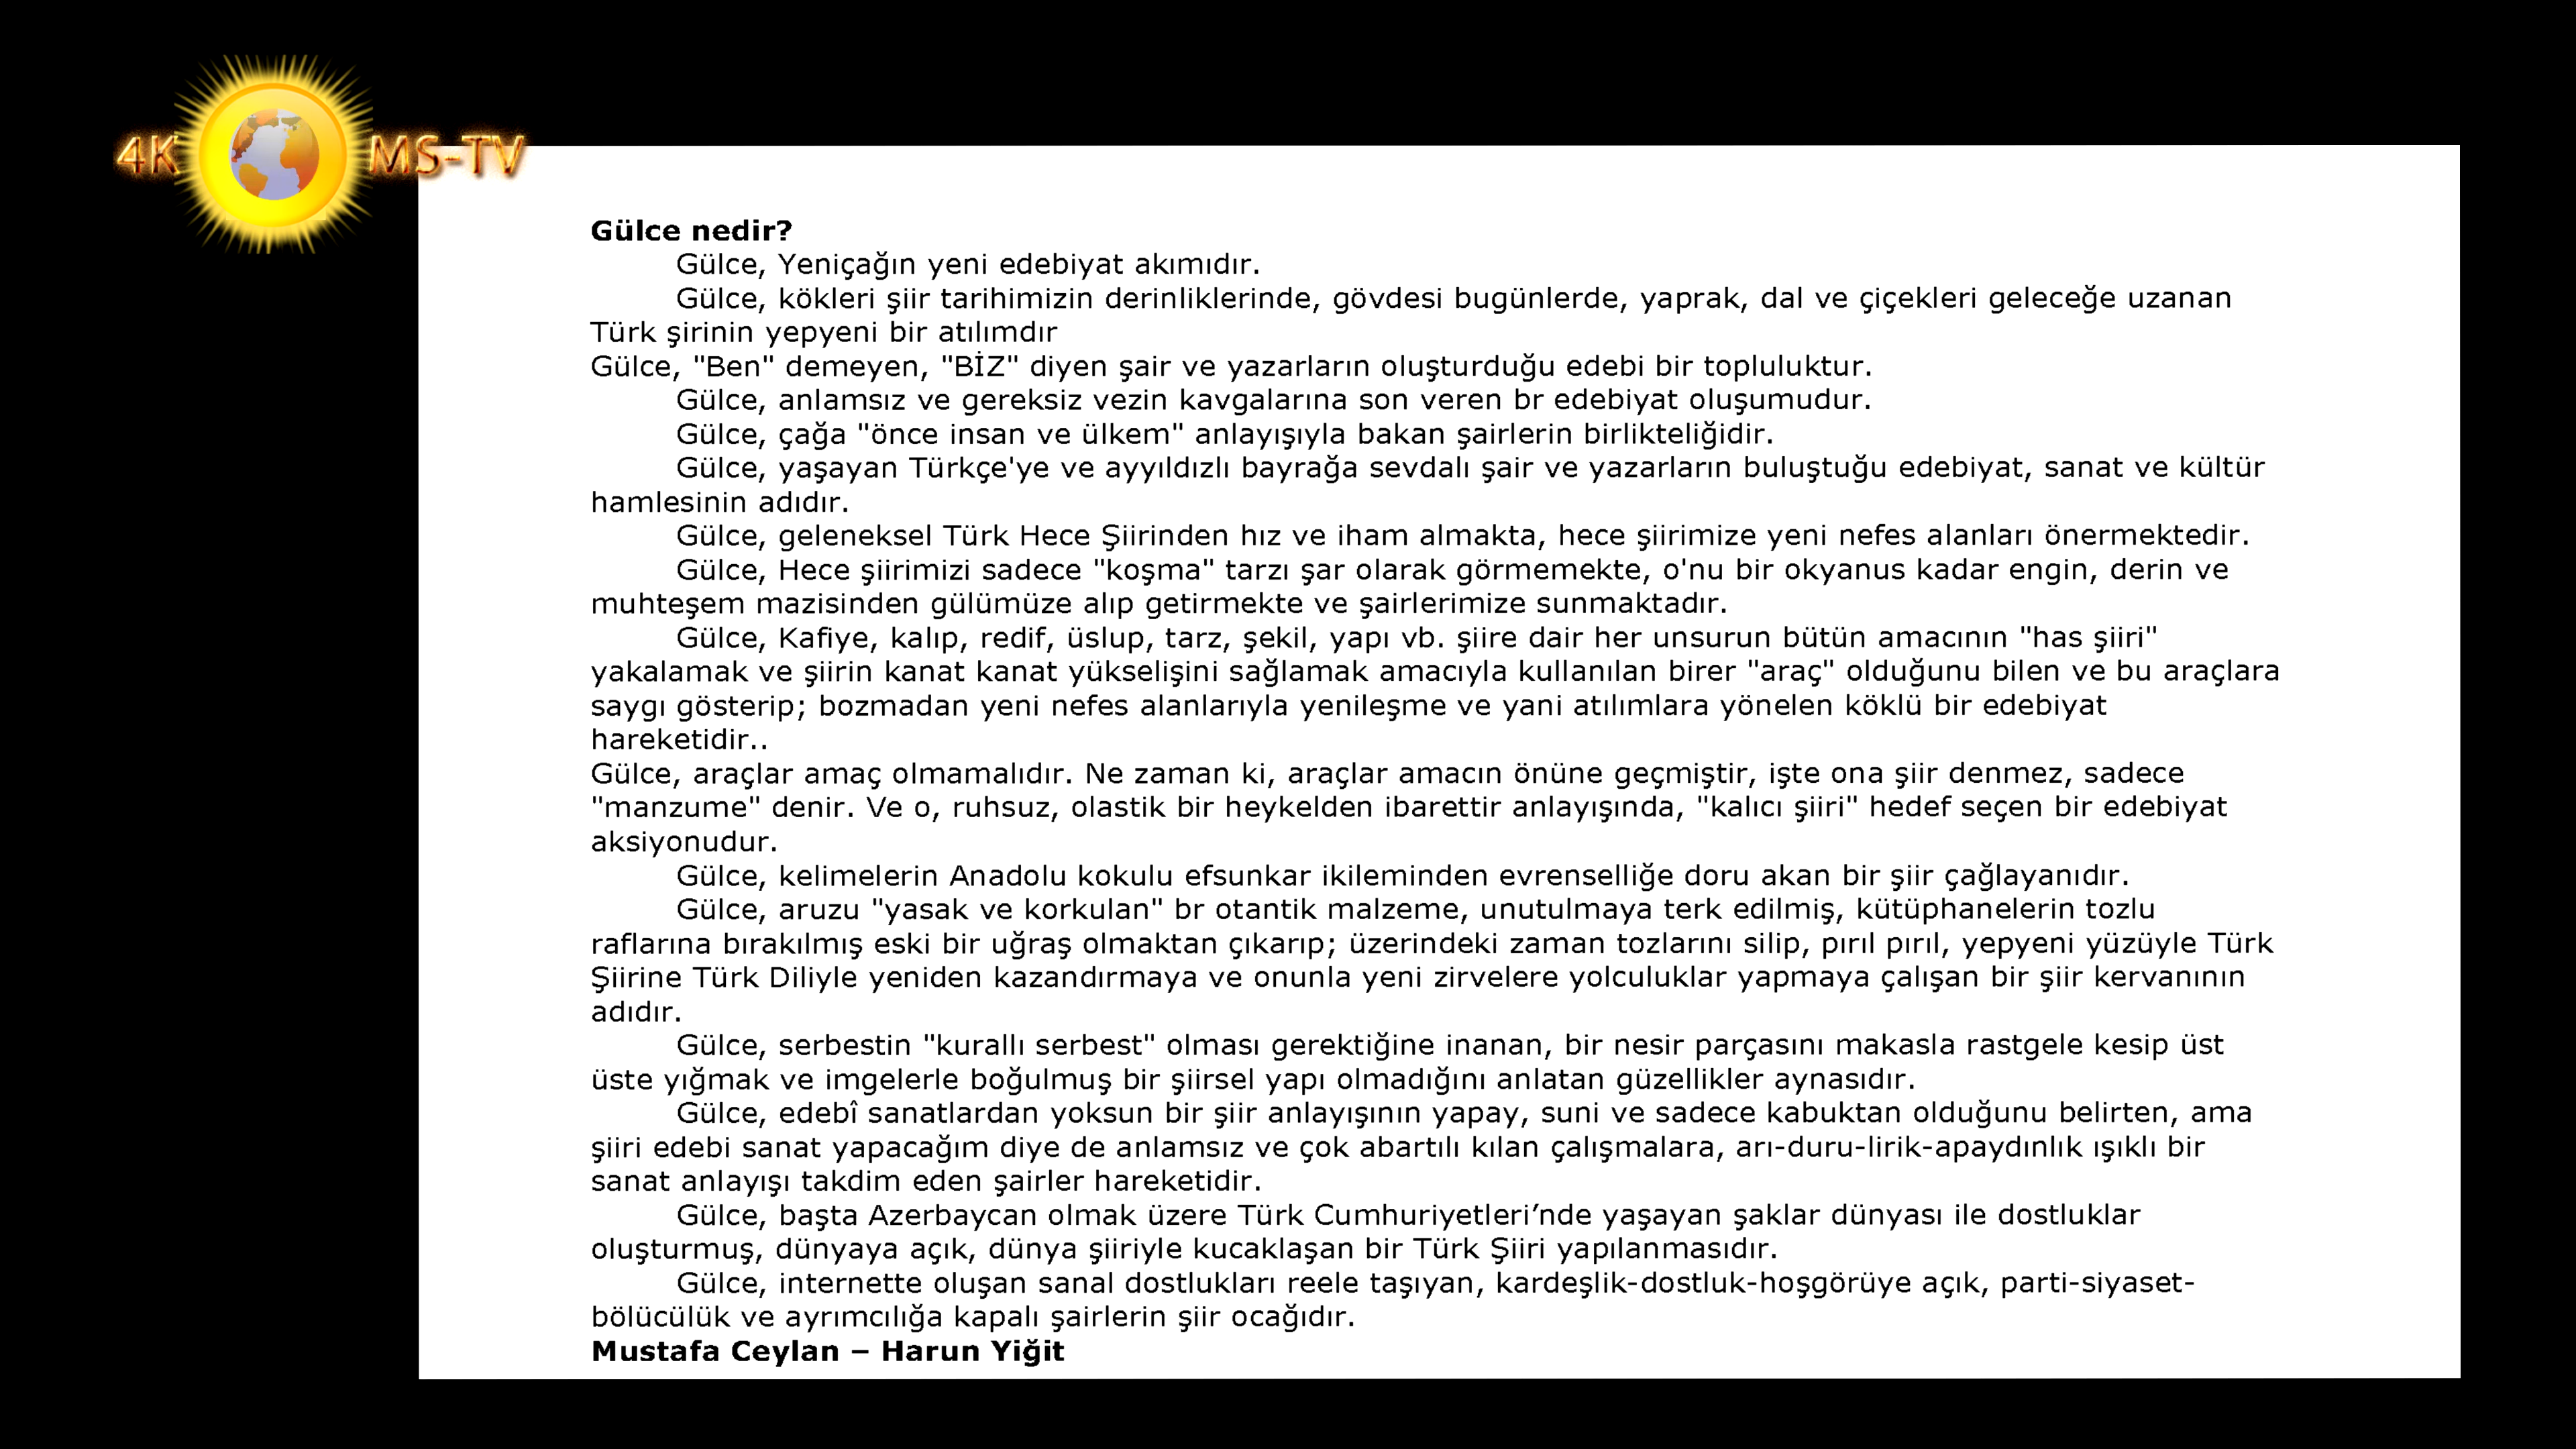 4K MS-TV
Gülce nedir?
Gülce, Yeniçağın yeni edebiyat akımıdır.
Gülce, kökleri şiir tarihimizin derinliklerinde, gövdesi bugünlerde, yaprak, dal ve çiçekleri geleceğe uzanan
Türk şirinin yepyeni bir atılımdır
Gülce, "Ben" demeyen, "BİZ" diyen şair ve yazarların oluşturduğu edebi bir topluluktur.
Gülce, anlamsız ve gereksiz vezin kavgalarına son veren br edebiyat oluşumudur.
Gülce, çağa "önce insan ve ülkem" anlayışıyla bakan şairlerin birlikteliğidir.
Gülce, yaşayan Türkçe'ye ve ayyıldızlı bayrağa sevdalı şair ve yazarların buluştuğu edebiyat, sanat ve kültür
hamlesinin adıdır.
Gülce, geleneksel Türk Hece Şiirinden hız ve iham almakta, hece şiirimize yeni nefes alanları önermektedir.
Gülce, Hece şiirimizi sadece "koşma" tarzı şar olarak görmemekte, o'nu bir okyanus kadar engin, derin ve
muhteşem mazisinden gülümüze alıp getirmekte ve şairlerimize sunmaktadır.
Gülce, Kafiye, kalıp, redif, üslup, tarz, şekil, yapı vb. şiire dair her unsurun bütün amacının "has şiiri"
yakalamak ve şiirin kanat kanat yükselişini sağlamak amacıyla kullanılan birer "araç" olduğunu bilen ve bu araçlara
saygı gösterip; bozmadan yeni nefes alanlarıyla yenileşme ve yani atılımlara yönelen köklü bir edebiyat
hareketidir..
Gülce, araçlar amaç olmamalıdır. Ne zaman ki, araçlar amacın önüne geçmiştir, işte ona şiir denmez, sadece
"manzume" denir. Ve o, ruhsuz, olastik bir heykelden ibarettir anlayışında, "kalıcı şiiri" hedef seçen bir edebiyat
aksiyonudur.
Gülce, kelimelerin Anadolu kokulu efsunkar ikileminden evrenselliğe doru akan bir şiir çağlayanıdır.
Gülce, aruzu "yasak ve korkulan" br otantik malzeme, unutulmaya terk edilmiş, kütüphanelerin tozlu
raflarına bırakılmış eski bir uğraş olmaktan çıkarıp; üzerindeki zaman tozlarını silip, pırıl pırıl, yepyeni yüzüyle Türk
Şiirine Türk Diliyle yeniden kazandırmaya ve onunla yeni zirvelere yolculuklar yapmaya çalışan bir şiir kervanının
adıdır.
Gülce, serbestin "kurallı serbest" olması gerektiğine inanan, bir nesir parçasını makasla rastgele kesip üst
üste yığmak ve imgelerle boğulmuş bir şiirsel yapı olmadığını anlatan güzellikler aynasıdır.
Gülce, edebî sanatlardan yoksun bir şiir anlayışının yapay, suni ve sadece kabuktan olduğunu belirten, ama
şiiri edebi sanat yapacağım diye de anlamsız ve çok abartılı kılan çalışmalara, arı-duru-lirik-apaydınlık ışıklı bir
sanat anlayışı takdim eden şairler hareketidir.
Gülce, başta Azerbaycan olmak üzere Türk Cumhuriyetleri’nde yaşayan şaklar dünyası ile dostluklar
oluşturmuş, dünyaya açık, dünya şiiriyle kucaklaşan bir Türk Şiiri yapılanmasıdır.
Gülce, internette oluşan sanal dostlukları reele taşıyan, kardeşlik-dostluk-hoşgörüye açık, parti-siyaset-
bölücülük ve ayrımcılığa kapalı şairlerin şiir ocağıdır.
Mustafa Ceylan – Harun Yiğit